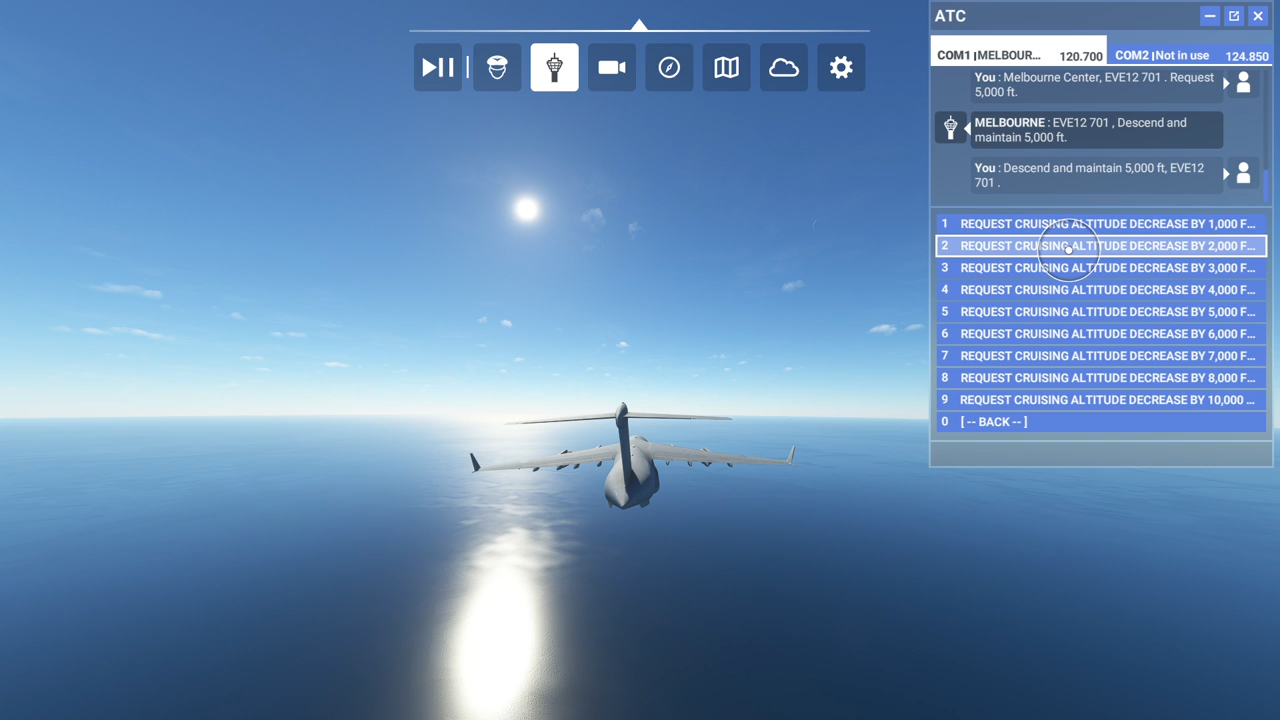 ATC
COM1 |MELBOUR... 120.700
COM2 |Not in use 124.850
You : Melbourne Center, EVE12 701 . Request
5,000 ft.
MELBOURNE : EVE12 701 , Descend and
maintain 5,000 ft.
You : Descend and maintain 5,000 ft, EVE12
701 .
1 REQUEST CRUISING ALTITUDE DECREASE BY 1,000 F...
2 REQUEST CRUISING ALTITUDE DECREASE BY 2,000 F...
3 REQUEST CRUISING ALTITUDE DECREASE BY 3,000 F...
4 REQUEST CRUISING ALTITUDE DECREASE BY 4,000 F...
5 REQUEST CRUISING ALTITUDE DECREASE BY 5,000 F...
6 REQUEST CRUISING ALTITUDE DECREASE BY 6,000 F...
7 REQUEST CRUISING ALTITUDE DECREASE BY 7,000 F...
8 REQUEST CRUISING ALTITUDE DECREASE BY 8,000 F...
9 REQUEST CRUISING ALTITUDE DECREASE BY 10,000 ...
0 [ -- BACK -- ]